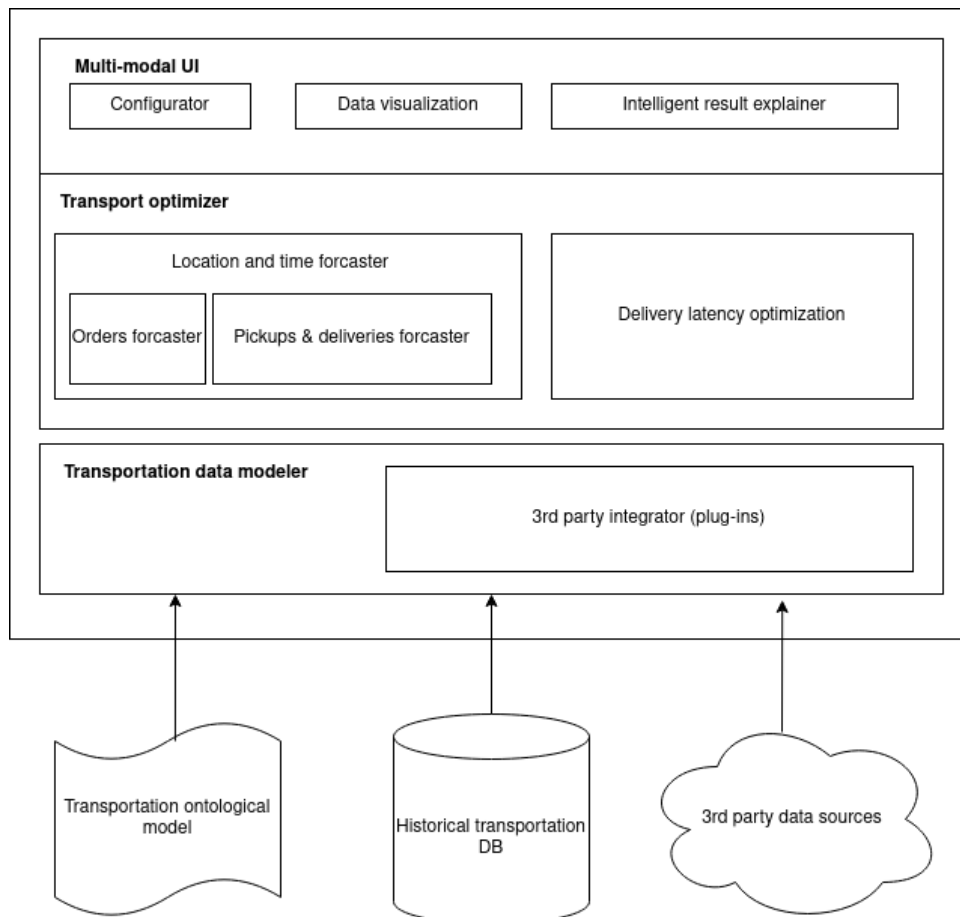 Multi-modal UI
Configurator
Data visualization
Intelligent result explainer
Transport optimizer
Location and time forcaster
Orders forcaster
Pickups & deliveries forcaster
Delivery latency optimization
Transportation data modeler
3rd party integrator (plug-ins)
Transportation ontological
model
Historical transportation
DB
3rd party data sources